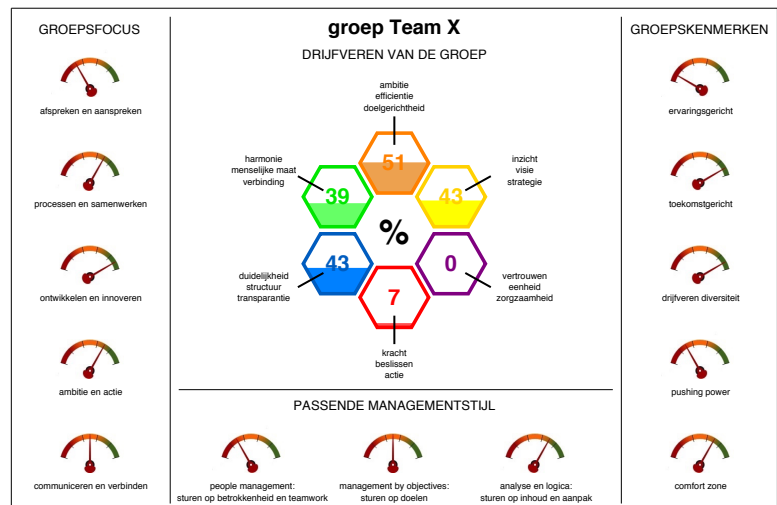 GROEPSFOCUS
afspreken en aanspreken
processen en samenwerken
ontwikkelen en innoveren
ambitie en actie
communiceren en verbinden
groep Team X
DRIJFVEREN VAN DE GROEP
ambitie
efficientie
doelgerichtheid
51
harmonie
menselijke maat
verbinding
39
inzicht
visie
strategie
43
%
duidelijkheid
structuur
transparantie
43
vertrouwen
eenheid
zorgzaamheid
0
7
kracht
beslissen
actie
PASSENDE MANAGEMENTSTIJL
people management:
sturen op betrokkenheid en teamwork
management by objectives:
sturen op doelen
analyse en logica:
sturen op inhoud en aanpak
GROEPSKENMERKEN
ervaringsgericht
toekomstgericht
drijfveren diversiteit
pushing power
comfort zone